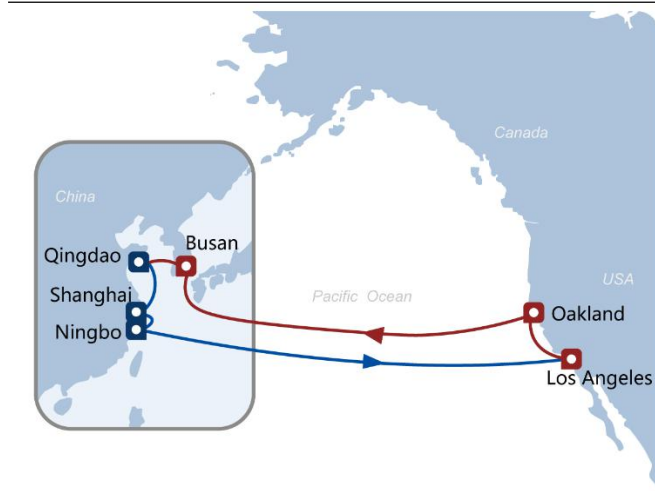 Canada
China
Qingdao
Busan
Shanghai
Ningbo
Pacific Ocean
USA
Oakland
Los Angeles